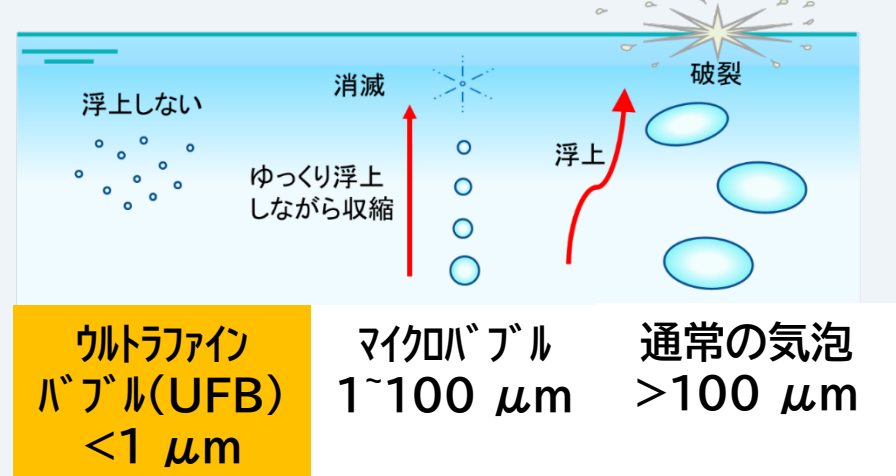 浮上しない
消滅
ゆっくり浮上
しながら収縮
浮上
破裂
ｳﾙﾄﾗﾌｧｲﾝ
ﾊﾞﾌﾞﾙ(UFB)
<1 μm
ﾏｲｸﾛﾊﾞﾌﾞﾙ
1~100 μm
通常の気泡
>100 μm